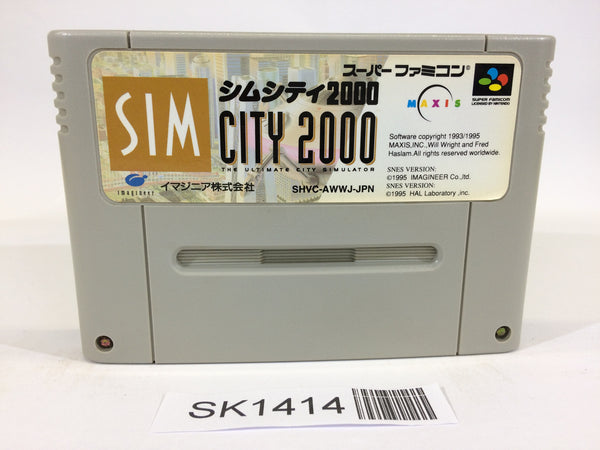 スーパーファミコン®
シムシティ2000
SIM
CITY 2000
THE ULTIMATE CITY SIMULATOR
MAXIS
SUPER FAMICOM
LICENSED BY NINTENDO
Software copyright 1993/1995
MAXIS,INC., Will Wright and Fred
Haslam.All rights reserved worldwide.
SNES VERSION:
©1995 IMAGINEER Co.,ltd.
SNES VERSION:
©1995 HAL Laboratory ,inc.
imagineer
イマジニア株式会社
SHVC-AWWJ-JPN
SK1414